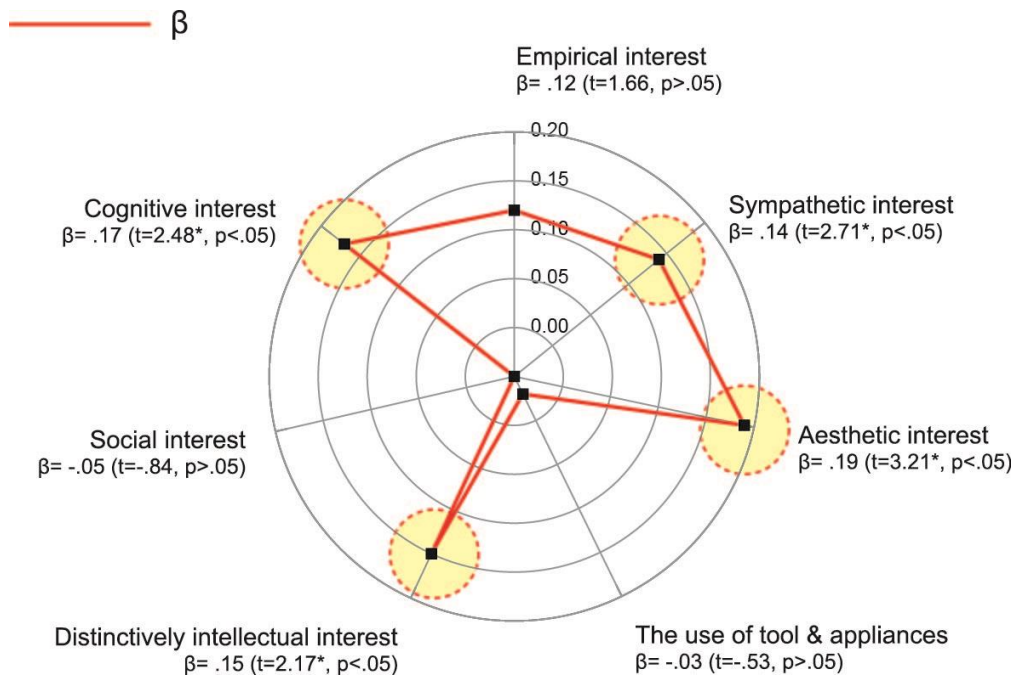 β
Empirical interest
β= .12 (t=1.66, p>.05)
0.20
0.15
0.10
0.05
0.00
Cognitive interest
β= .17 (t=2.48*, p<.05)
Sympathetic interest
β= .14 (t=2.71*, p<.05)
Social interest
β= -.05 (t=-.84, p>.05)
Aesthetic interest
β= .19 (t=3.21*, p<.05)
Distinctively intellectual interest
β= .15 (t=2.17*, p<.05)
The use of tool & appliances
β= -.03 (t=-.53, p>.05)